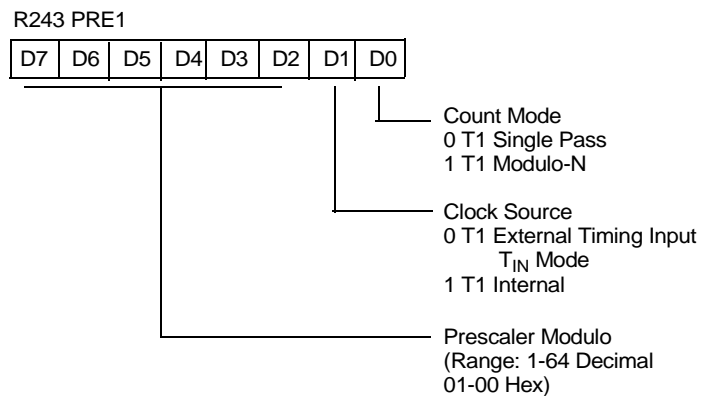 R243 PRE1
D7 D6 D5 D4 D3 D2 D1 D0
Count Mode
0 T1 Single Pass
1 T1 Modulo-N
Clock Source
0 T1 External Timing Input
TIN Mode
1 T1 Internal
Prescaler Modulo
(Range: 1-64 Decimal
01-00 Hex)